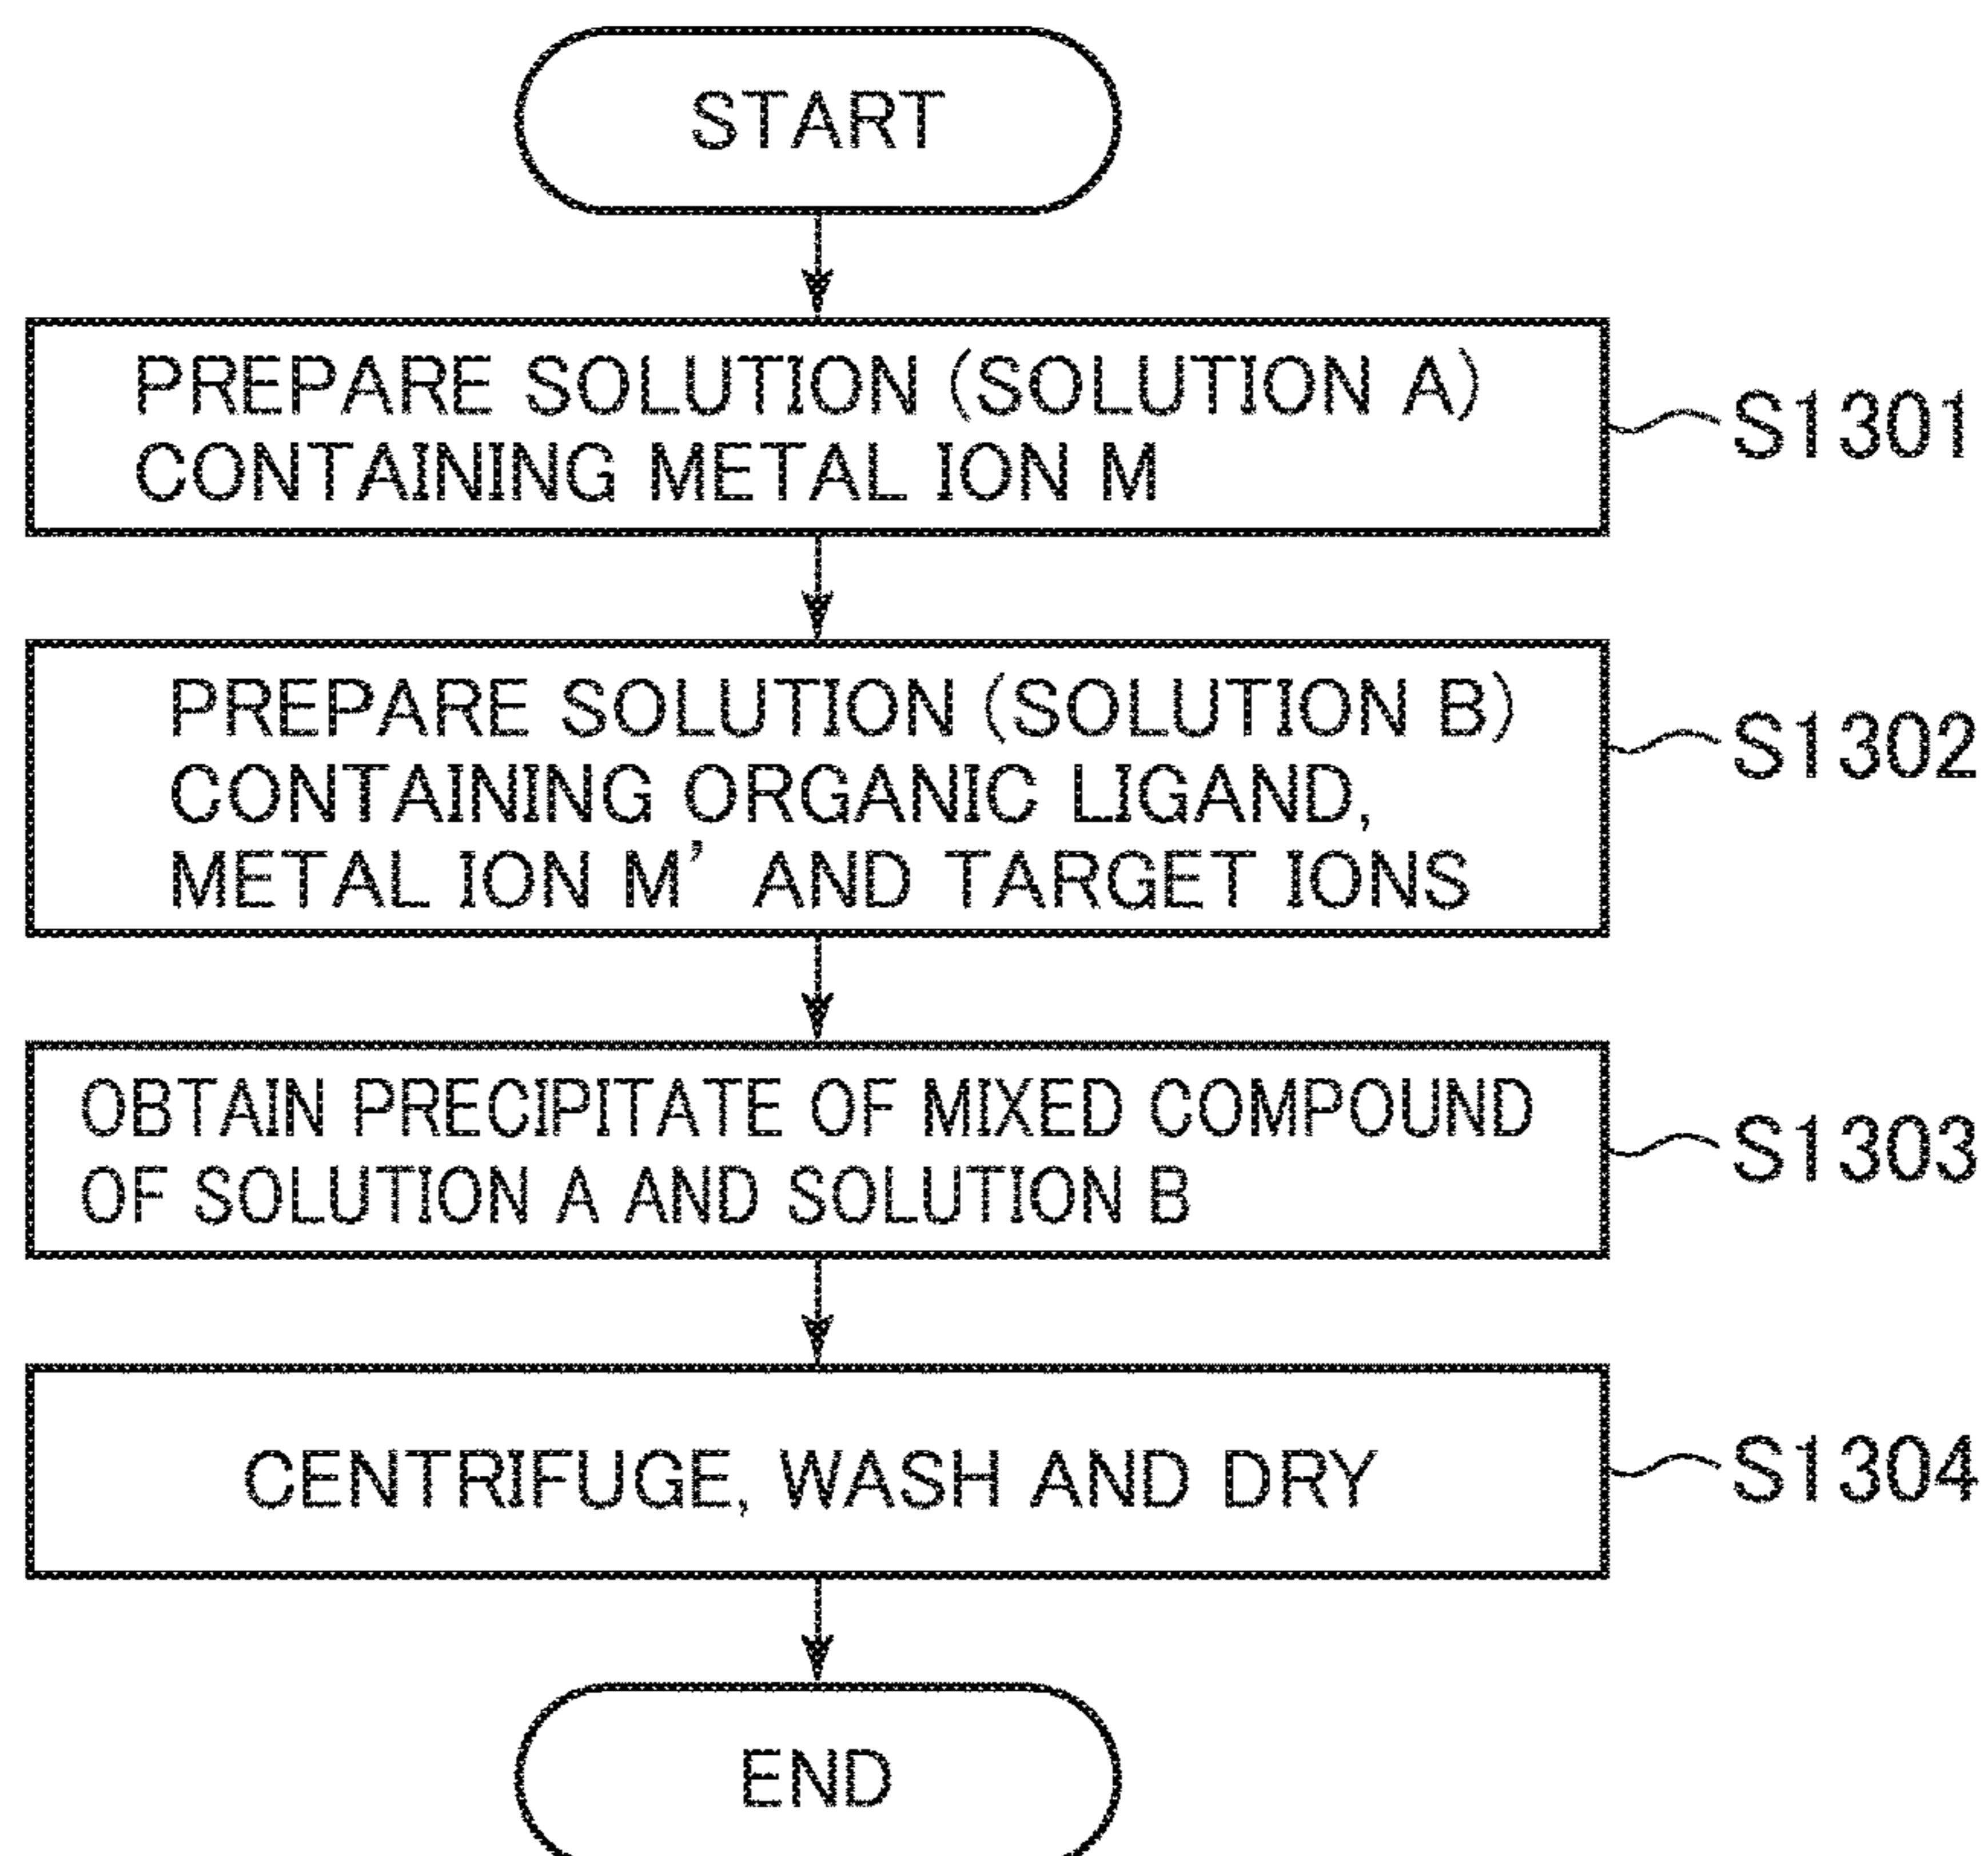 START
PREPARE SOLUTION (SOLUTION A)
CONTAINING METAL ION M
S1301
PREPARE SOLUTION (SOLUTION B)
CONTAINING ORGANIC LIGAND,
METAL ION M' AND TARGET IONS
S1302
OBTAIN PRECIPITATE OF MIXED COMPOUND
OF SOLUTION A AND SOLUTION B
S1303
CENTRIFUGE, WASH AND DRY
S1304
END